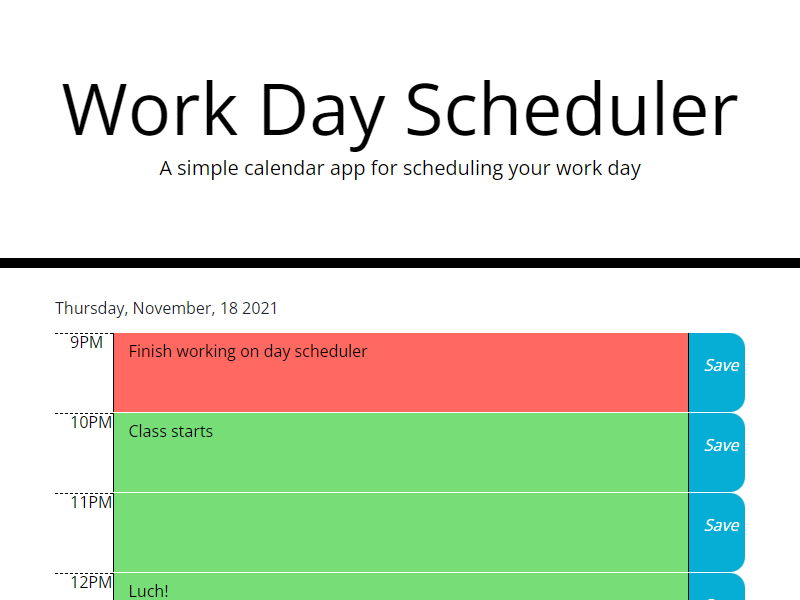 Work Day Scheduler
A simple calendar app for scheduling your work day
Thursday, November, 18 2021
9PM Finish working on day scheduler Save
10PM Class starts Save
11PM Save
12PM Luch!